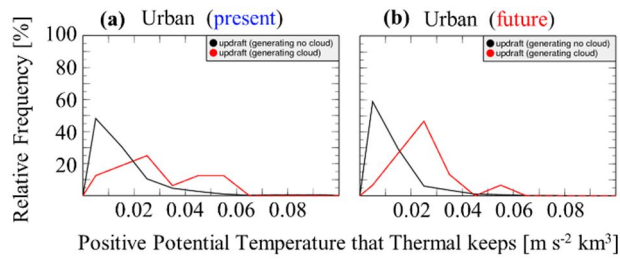 (a) Urban (present)
(b) Urban (future)
Relative Frequency [%]
100
80
60
40
20
updraft (generating no cloud)
updraft (generating cloud)
updraft (generating no cloud)
updraft (generating cloud)
0.02 0.04 0.06 0.08
0.02 0.04 0.06 0.08
Positive Potential Temperature that Thermal keeps [m s⁻² km³]